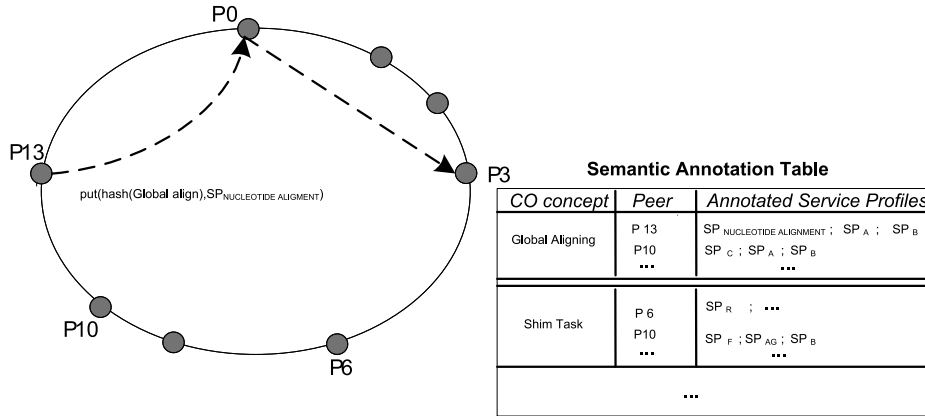 P0
P13
P3
put(hash(Global align),SPNUCLEOTIDE ALIGMENT)
P10
P6
Semantic Annotation Table
CO concept Peer Annotated Service Profiles
Global Aligning P 13 SP NUCLEOTIDE ALIGNMENT ; SP A ; SP B
P10 SP C ; SP A ; SP B
... ...
Shim Task P 6 SP R ; ...
P10 SP F ; SP AG ; SP B
... ...
...